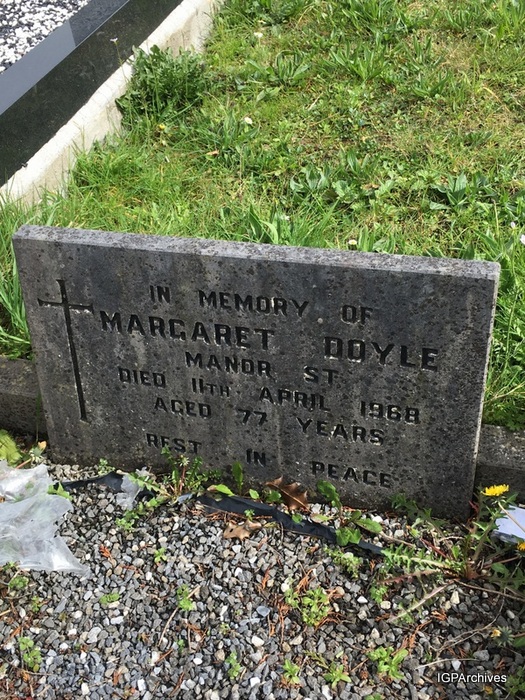 IN MEMORY OF
MARGARET DOYLE
MANOR ST.
DIED 11TH APRIL 1968
AGED 77 YEARS
REST IN PEACE
IGPArchives